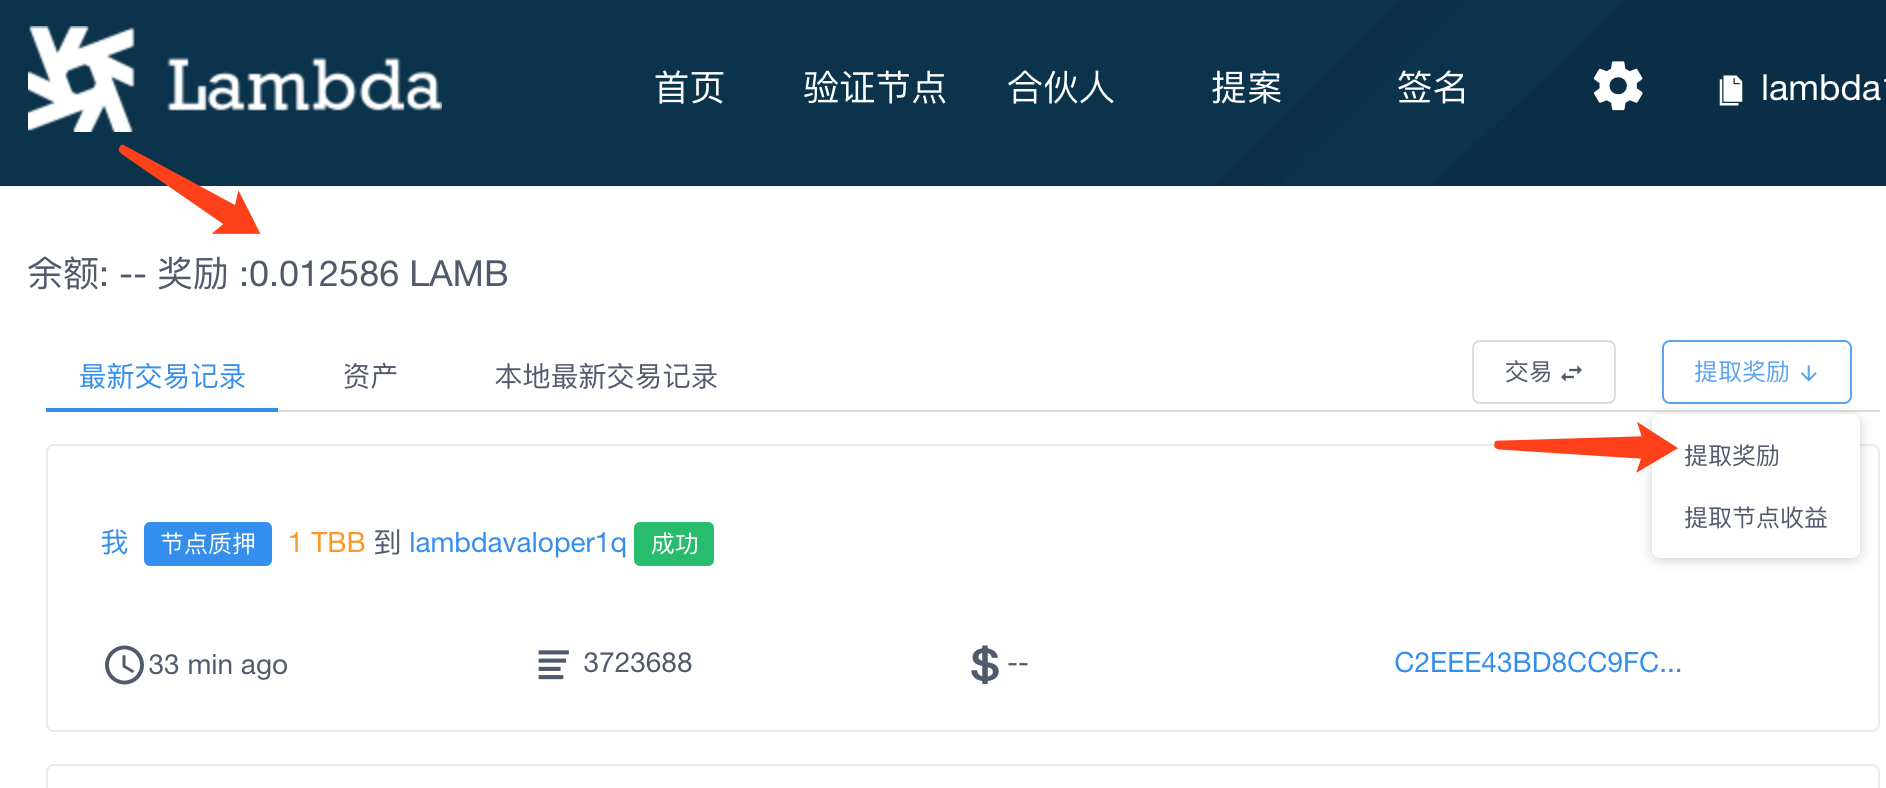 Lambda 首页 验证节点 合伙人 提案 签名 lambda
余额: -- 奖励 :0.012586 LAMB
最新交易记录 资产 本地最新交易记录 交易 提取奖励
提取奖励
提取节点收益
我 节点质押 1 TBB 到 lambdavaloper1q 成功
33 min ago 3723688 $ -- C2EEE43BD8CC9FC...